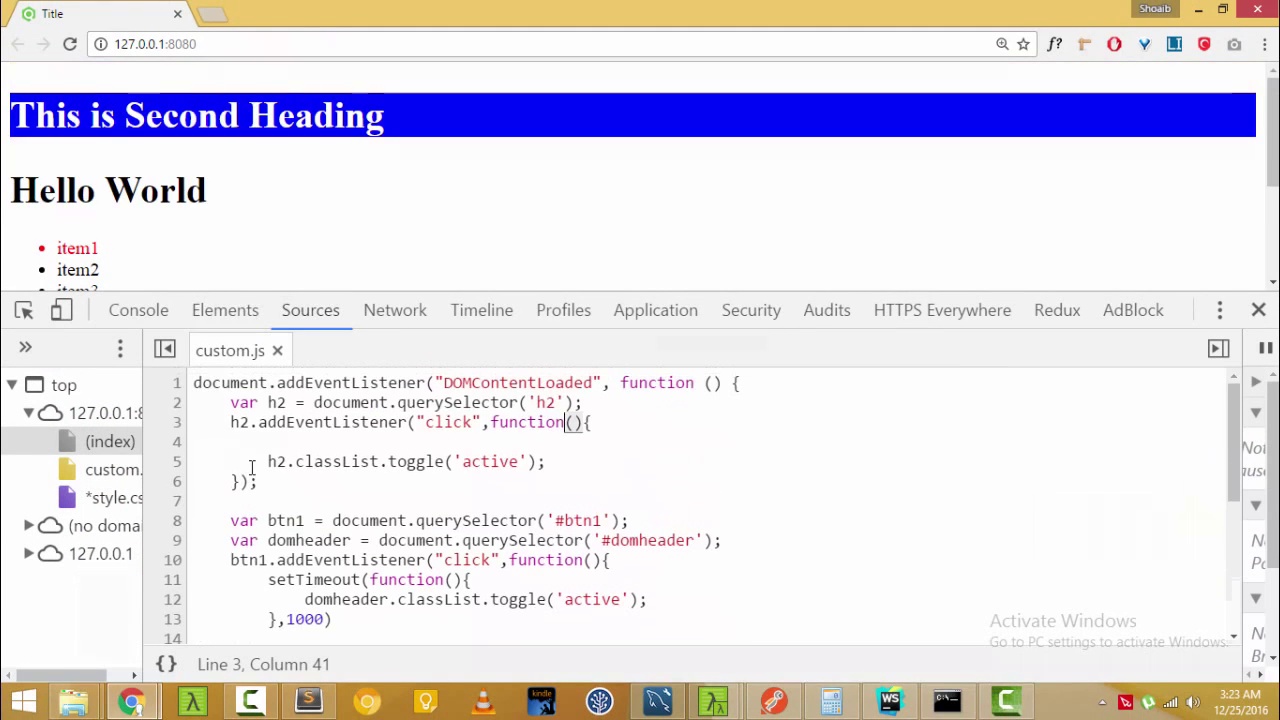 Title
Shoaib
127.0.0.1:8080
f?
LI
This is Second Heading
Hello World
item1
item2
Console Elements Sources Network Timeline Profiles Application Security Audits HTTPS Everywhere Redux AdBlock
custom.js
top
127.0.0.1:8
(index)
custom.
*style.cs
(no doma
127.0.0.1
1 document.addEventListener("DOMContentLoaded", function () {
2 var h2 = document.querySelector('h2');
3 h2.addEventListener("click",function(){
4
5 h2.classList.toggle('active');
6 });
7
8 var btn1 = document.querySelector('#btn1');
9 var domheader = document.querySelector('#domheader');
10 btn1.addEventListener("click",function(){
11 setTimeout(function(){
12 domheader.classList.toggle('active');
13 },1000)
14
N
Po
N
Br
Activate Windows
Go to PC settings to activate Windows.
{} Line 3, Column 41
3:23 AM
12/25/2016